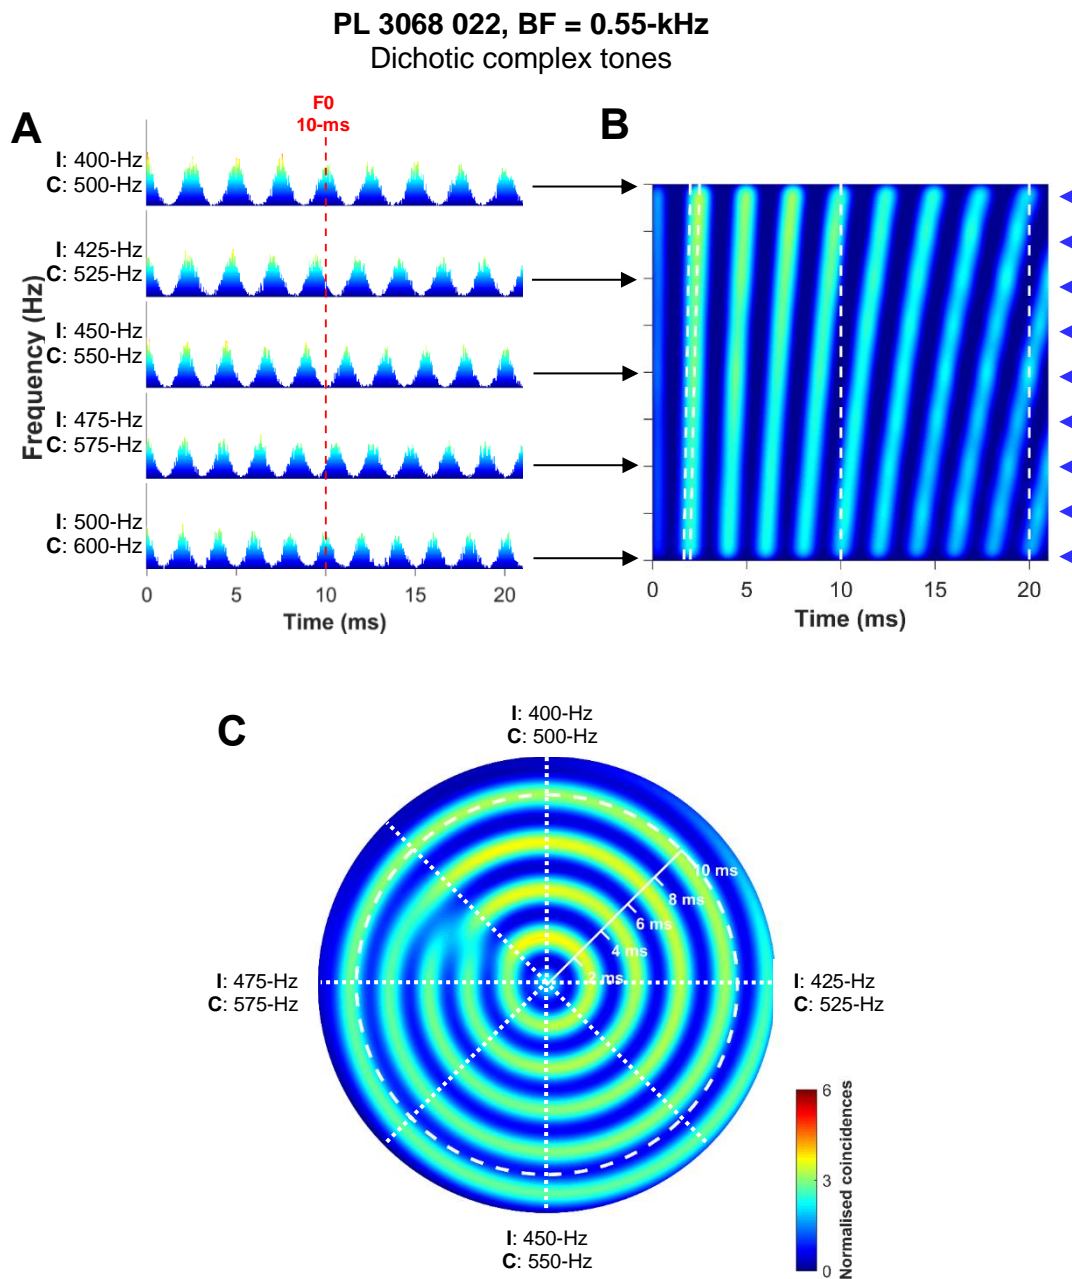 PL 3068 022, BF = 0.55-kHz
Dichotic complex tones
A
F0
10-ms
B
I: 400-Hz
C: 500-Hz
I: 425-Hz
C: 525-Hz
I: 450-Hz
C: 550-Hz
I: 475-Hz
C: 575-Hz
I: 500-Hz
C: 600-Hz
Frequency (Hz)
0 5 10 15 20
Time (ms)
0 5 10 15 20
Time (ms)
C
I: 400-Hz
C: 500-Hz
10 ms
8 ms
6 ms
4 ms
2 ms
I: 475-Hz
C: 575-Hz
I: 425-Hz
C: 525-Hz
I: 450-Hz
C: 550-Hz
6
3
0
Normalised coincidences